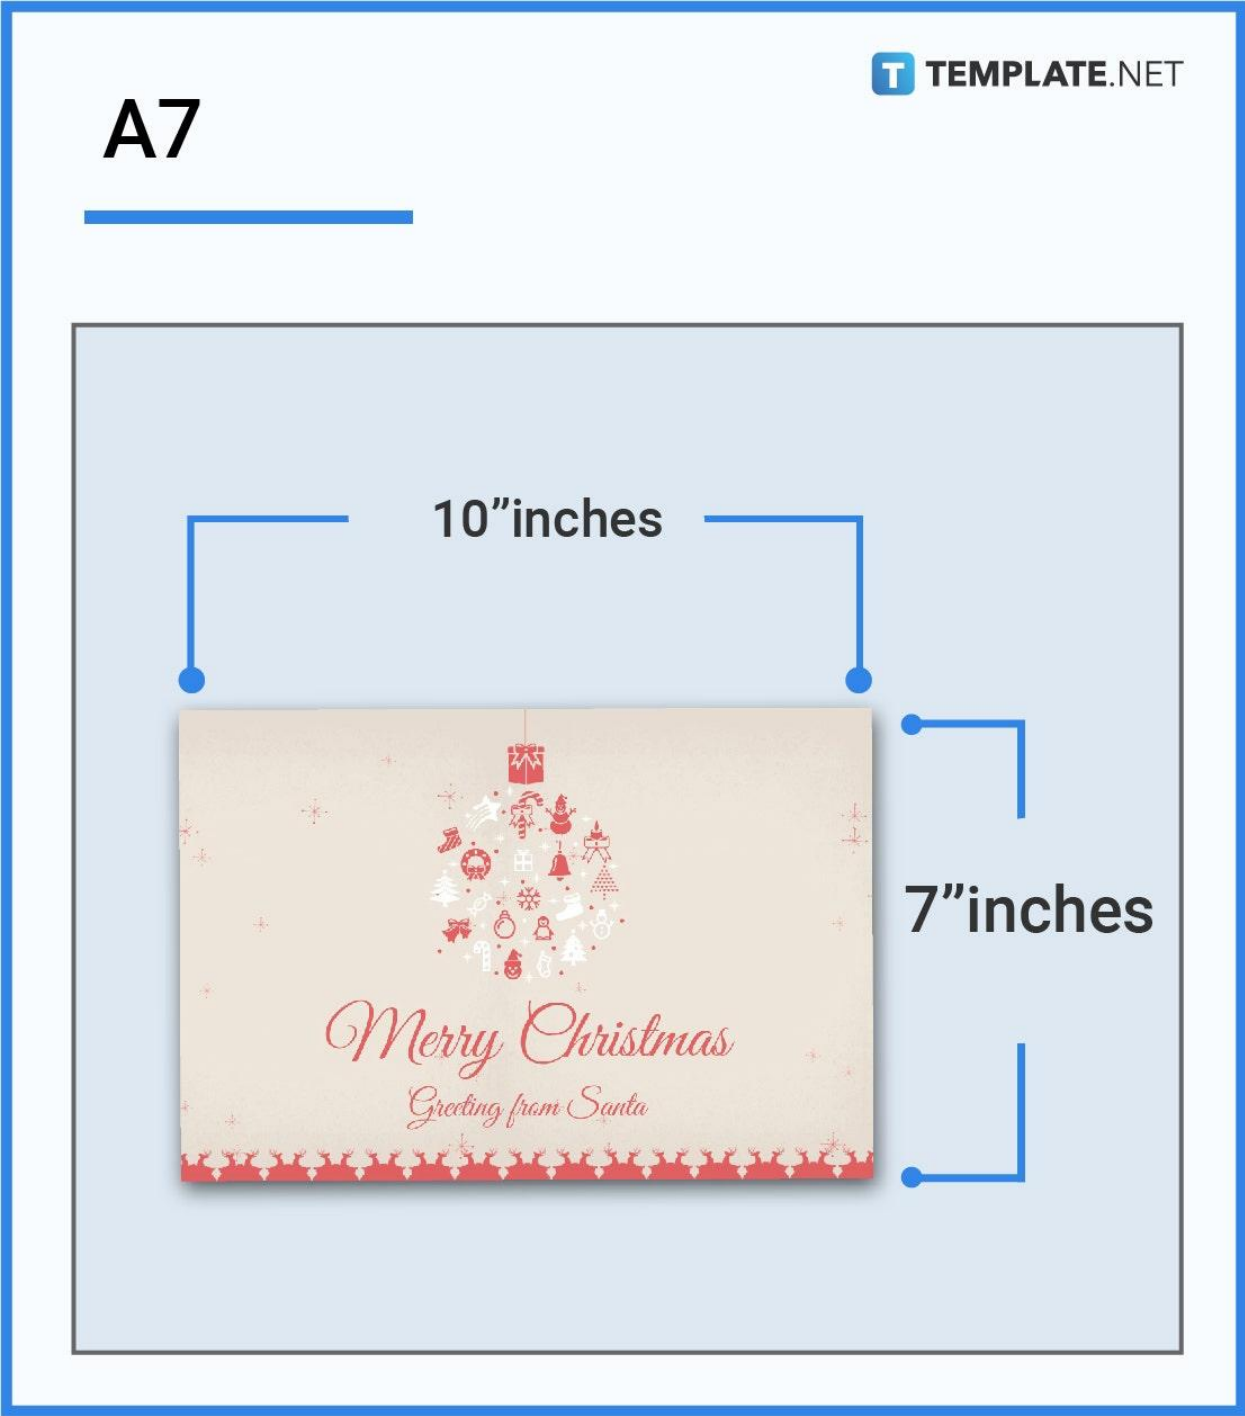 T TEMPLATE.NET
A7
10”inches
7”inches
Merry Christmas
Greeting from Santa